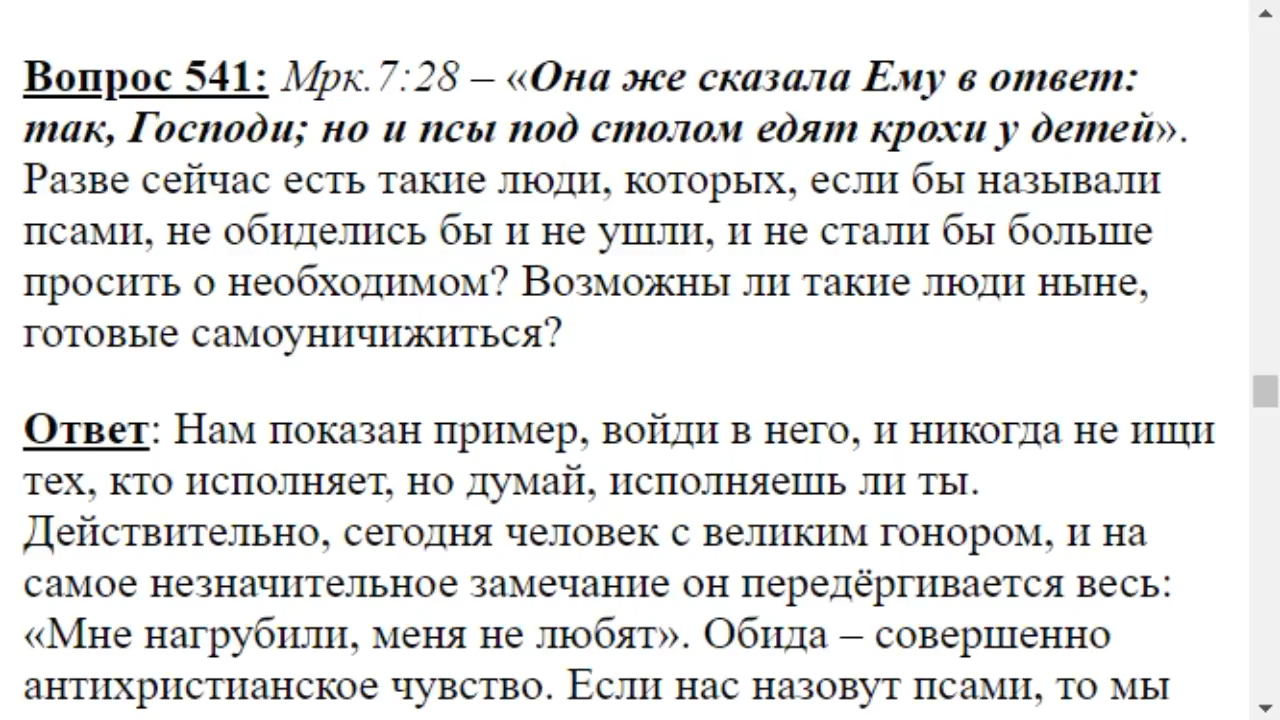 Вопрос 541: Мрк.7:28 – «Она же сказала Ему в ответ:
так, Господи; но и псы под столом едят крохи у детей».
Разве сейчас есть такие люди, которых, если бы называли
псами, не обиделись бы и не ушли, и не стали бы больше
просить о необходимом? Возможны ли такие люди ныне,
готовые самоуничижиться?
Ответ: Нам показан пример, войди в него, и никогда не ищи
тех, кто исполняет, но думай, исполняешь ли ты.
Действительно, сегодня человек с великим гонором, и на
самое незначительное замечание он передёргивается весь:
«Мне нагрубили, меня не любят». Обида – совершенно
антихристианское чувство. Если нас назовут псами, то мы